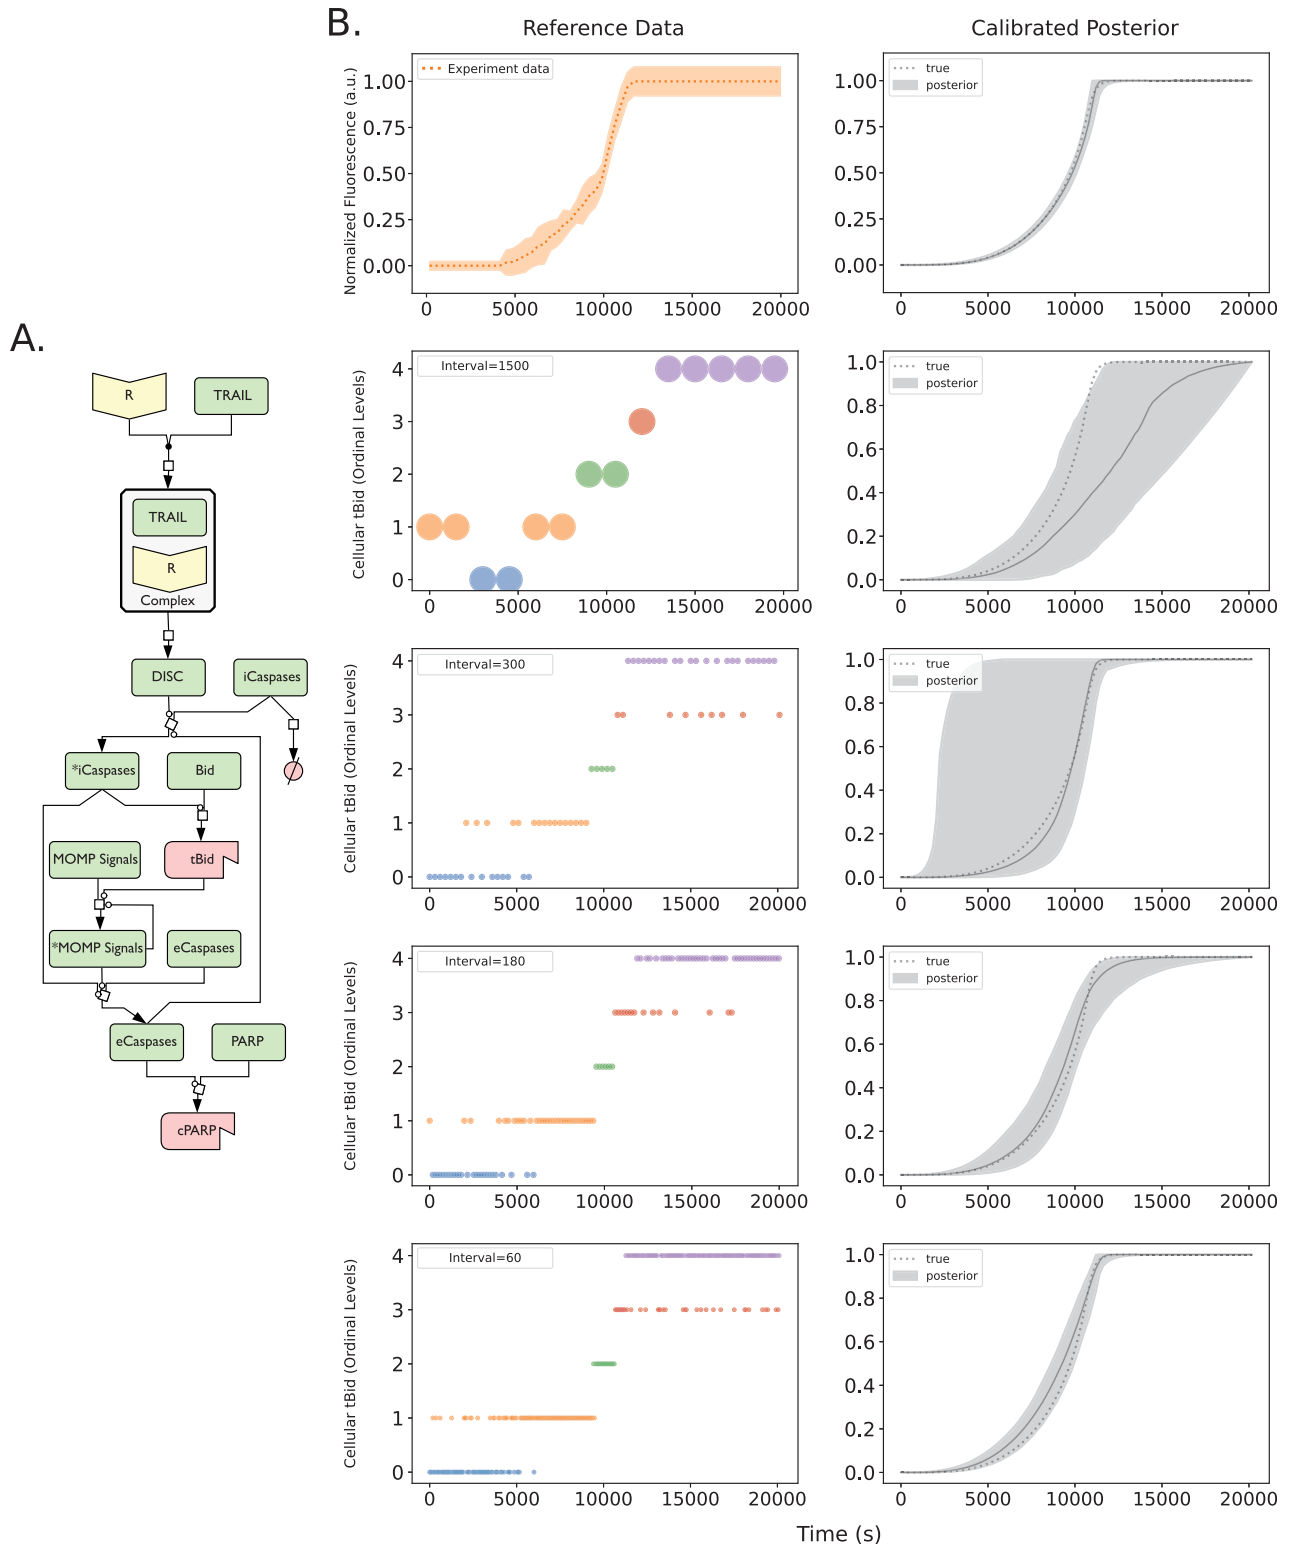 B.
Reference Data
Calibrated Posterior
Normalized Fluorescence (a.u.)
1.00
0.75
0.50
0.25
0.00
Experiment data
0 5000 10000 15000 20000
1.00
0.75
0.50
0.25
0.00
true
posterior
0 5000 10000 15000 20000
A.
R
TRAIL
TRAIL
R
Complex
DISC
iCaspases
*iCaspases
Bid
MOMP Signals
tBid
*MOMP Signals
eCaspases
eCaspases
PARP
cPARP
Cellular tBid (Ordinal Levels)
4
3
2
1
0
Interval=1500
0 5000 10000 15000 20000
1.0
0.8
0.6
0.4
0.2
0.0
true
posterior
0 5000 10000 15000 20000
Cellular tBid (Ordinal Levels)
4
3
2
1
0
Interval=300
0 5000 10000 15000 20000
1.0
0.8
0.6
0.4
0.2
0.0
true
posterior
0 5000 10000 15000 20000
Cellular tBid (Ordinal Levels)
4
3
2
1
0
Interval=180
0 5000 10000 15000 20000
1.0
0.8
0.6
0.4
0.2
0.0
true
posterior
0 5000 10000 15000 20000
Cellular tBid (Ordinal Levels)
4
3
2
1
0
Interval=60
0 5000 10000 15000 20000
1.0
0.8
0.6
0.4
0.2
0.0
true
posterior
0 5000 10000 15000 20000
Time (s)